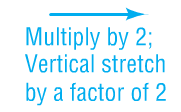 Multiply by 2;
Vertical stretch
by a factor of 2